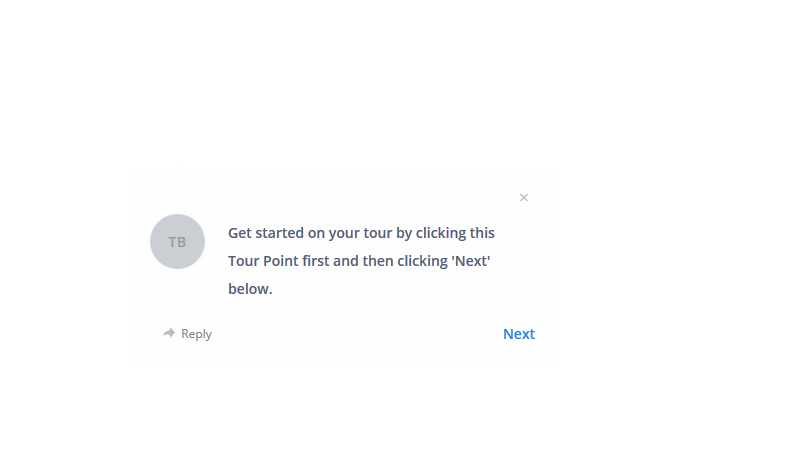 ×
TB
Get started on your tour by clicking this
Tour Point first and then clicking 'Next'
below.
Reply
Next